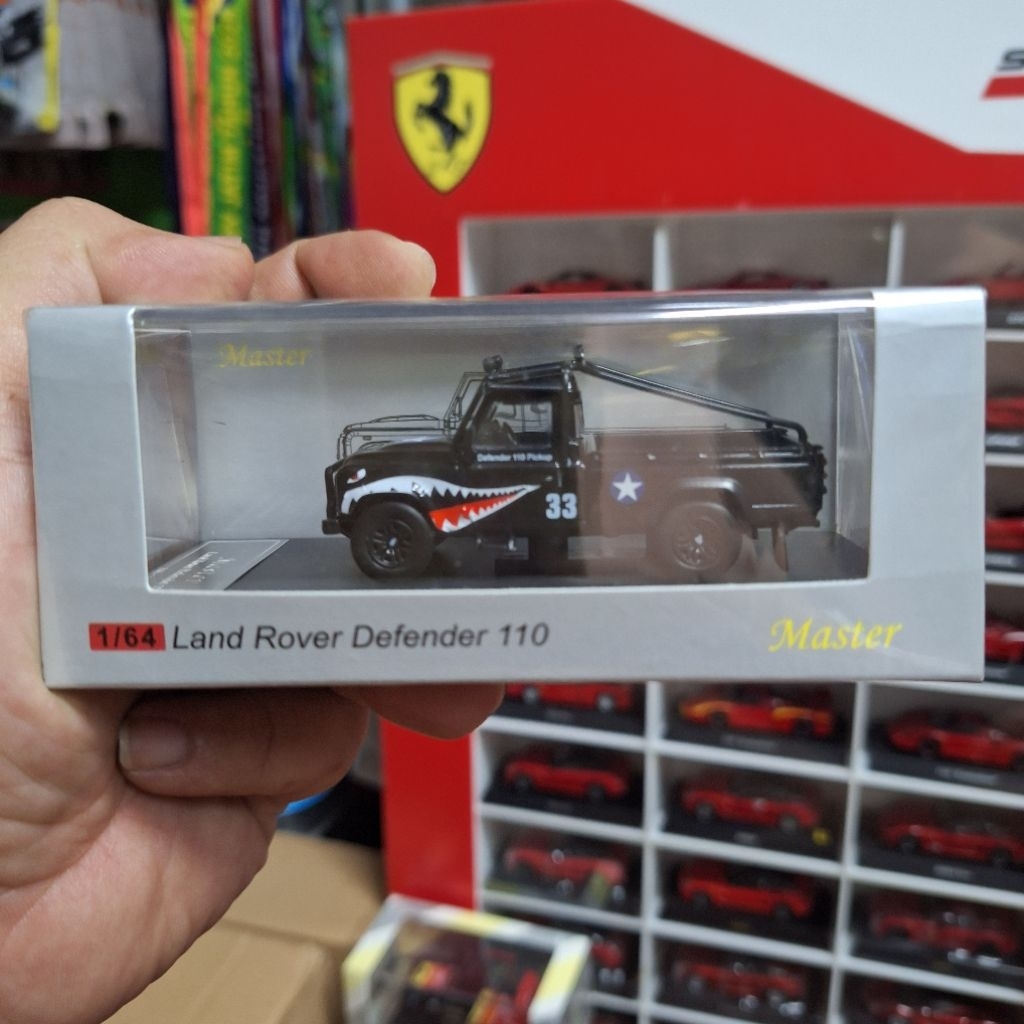 Master
Defender 110 Pickup
33
1/64 Land Rover Defender 110
Master